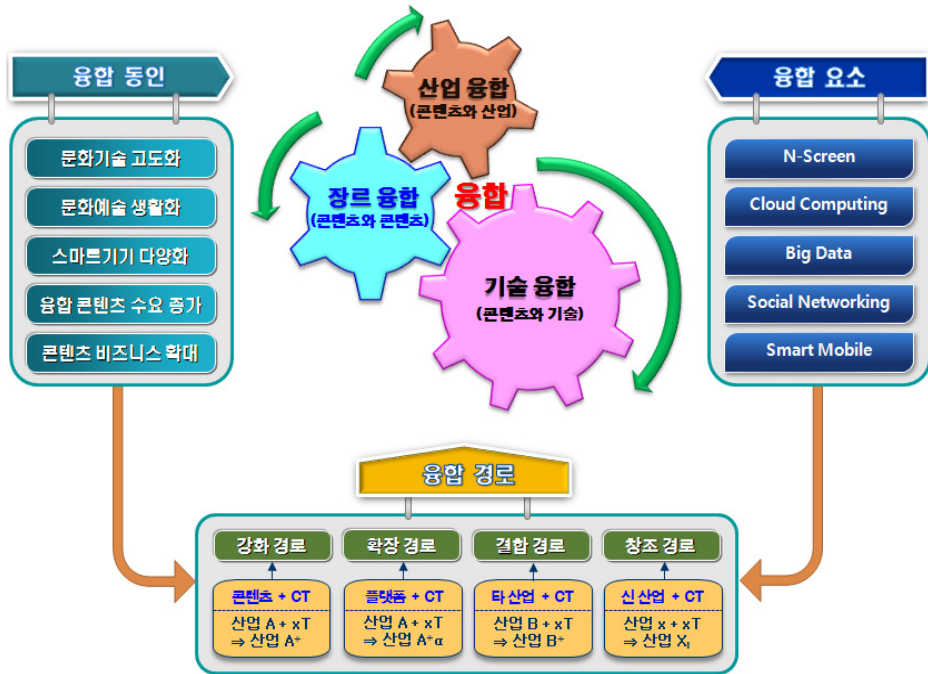 융합 동인
문화기술 고도화
문화예술 생활화
스마트기기 다양화
융합 콘텐츠 수요 증가
콘텐츠 비즈니스 확대
산업 융합
(콘텐츠와 산업)
장르 융합
(콘텐츠와 콘텐츠)
융합
기술 융합
(콘텐츠와 기술)
융합 요소
N-Screen
Cloud Computing
Big Data
Social Networking
Smart Mobile
융합 경로
강화 경로
콘텐츠 + CT
산업 A + xT
⇒ 산업 A⁺
확장 경로
플랫폼 + CT
산업 A + xT
⇒ 산업 A⁺α
결합 경로
타 산업 + CT
산업 B + xT
⇒ 산업 B⁺
창조 경로
신 산업 + CT
산업 x + xT
⇒ 산업 Xᵢ